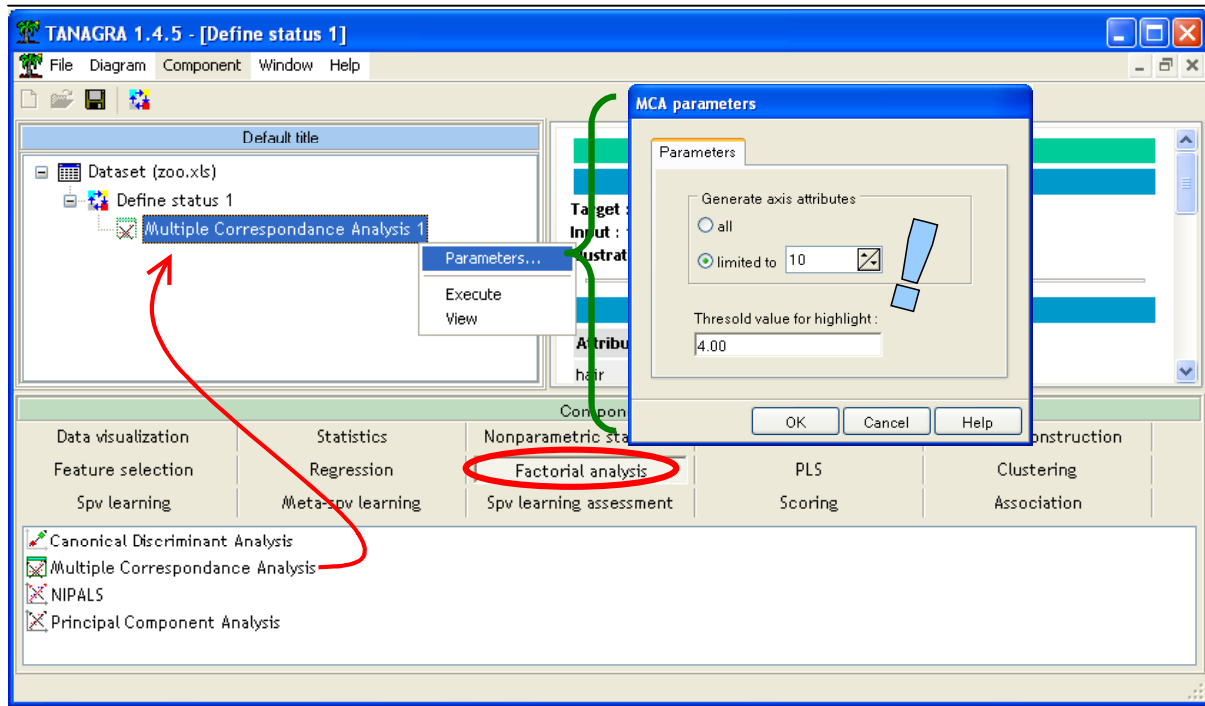 TANAGRA 1.4.5 - [Define status 1]
File Diagram Component Window Help
Default title
Dataset (zoo.xls)
Define status 1
Multiple Correspondance Analysis 1
Parameters...
Execute
View
Target :
Input :
Attribu
hair
MCA parameters
Parameters
Generate axis attributes
all
limited to 10
!
Thresold value for highlight :
4.00
OK Cancel Help
Compon
Data visualization Statistics Nonparametric sta onstruction
Feature selection Regression Factorial analysis PLS Clustering
Spv learning Meta-spv learning Spv learning assessment Scoring Association
Canonical Discriminant Analysis
Multiple Correspondance Analysis
NIPALS
Principal Component Analysis